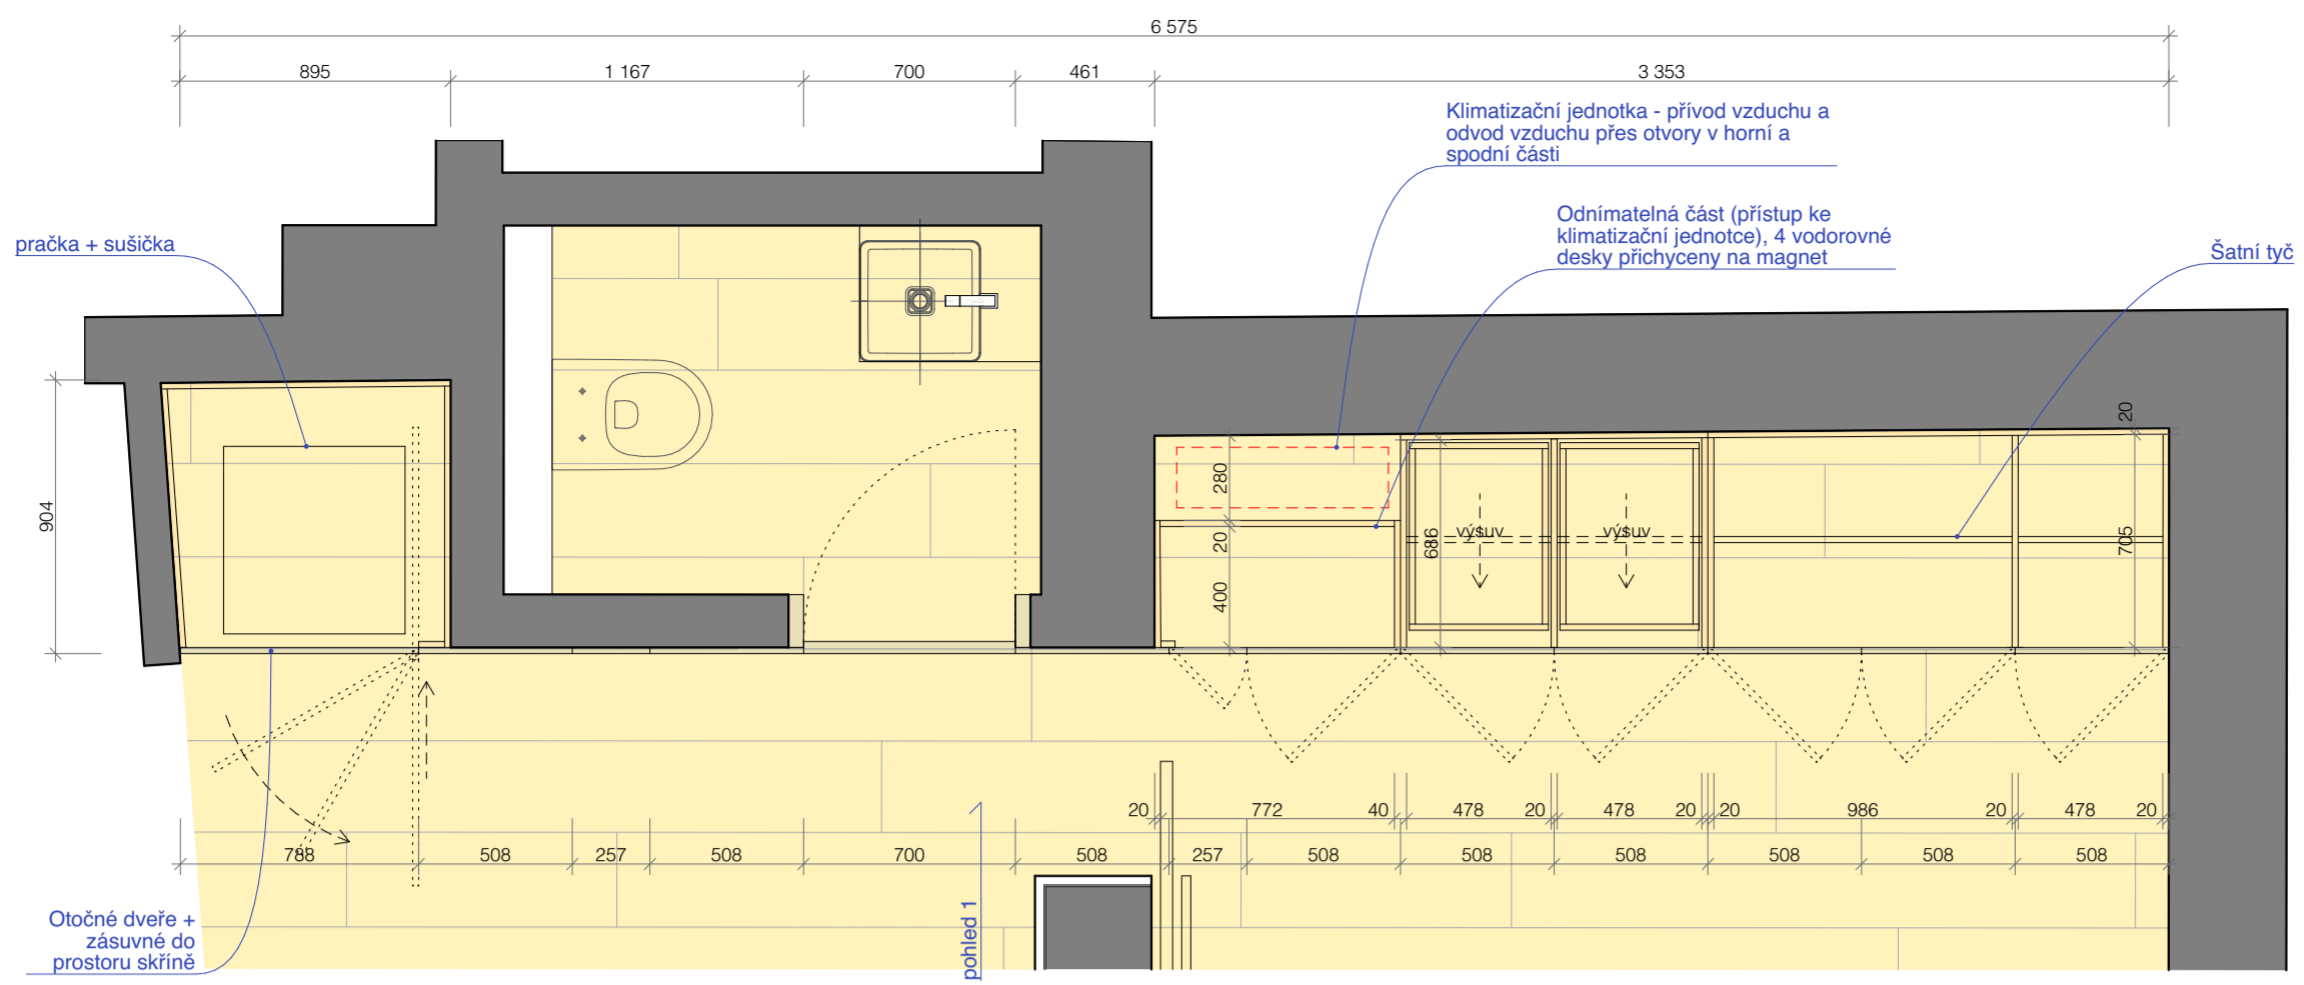 6 575
895 1 167 700 461 3 353
Klimatizační jednotka - přívod vzduchu a
odvod vzduchu přes otvory v horní a
spodní části
Odnímatelná část (přístup ke
klimatizační jednotce), 4 vodorovné
desky přichyceny na magnet
pračka + sušička
Šatní tyč
20
280
904
20
686
výsuv
výsuv
705
400
20 772 40 478 20 478 20 20 986 20 478 20
788 508 257 508 700 508 257 508 508 508 508 508 508
Otočné dveře +
zásuvné do
prostoru skříně
pohled 1